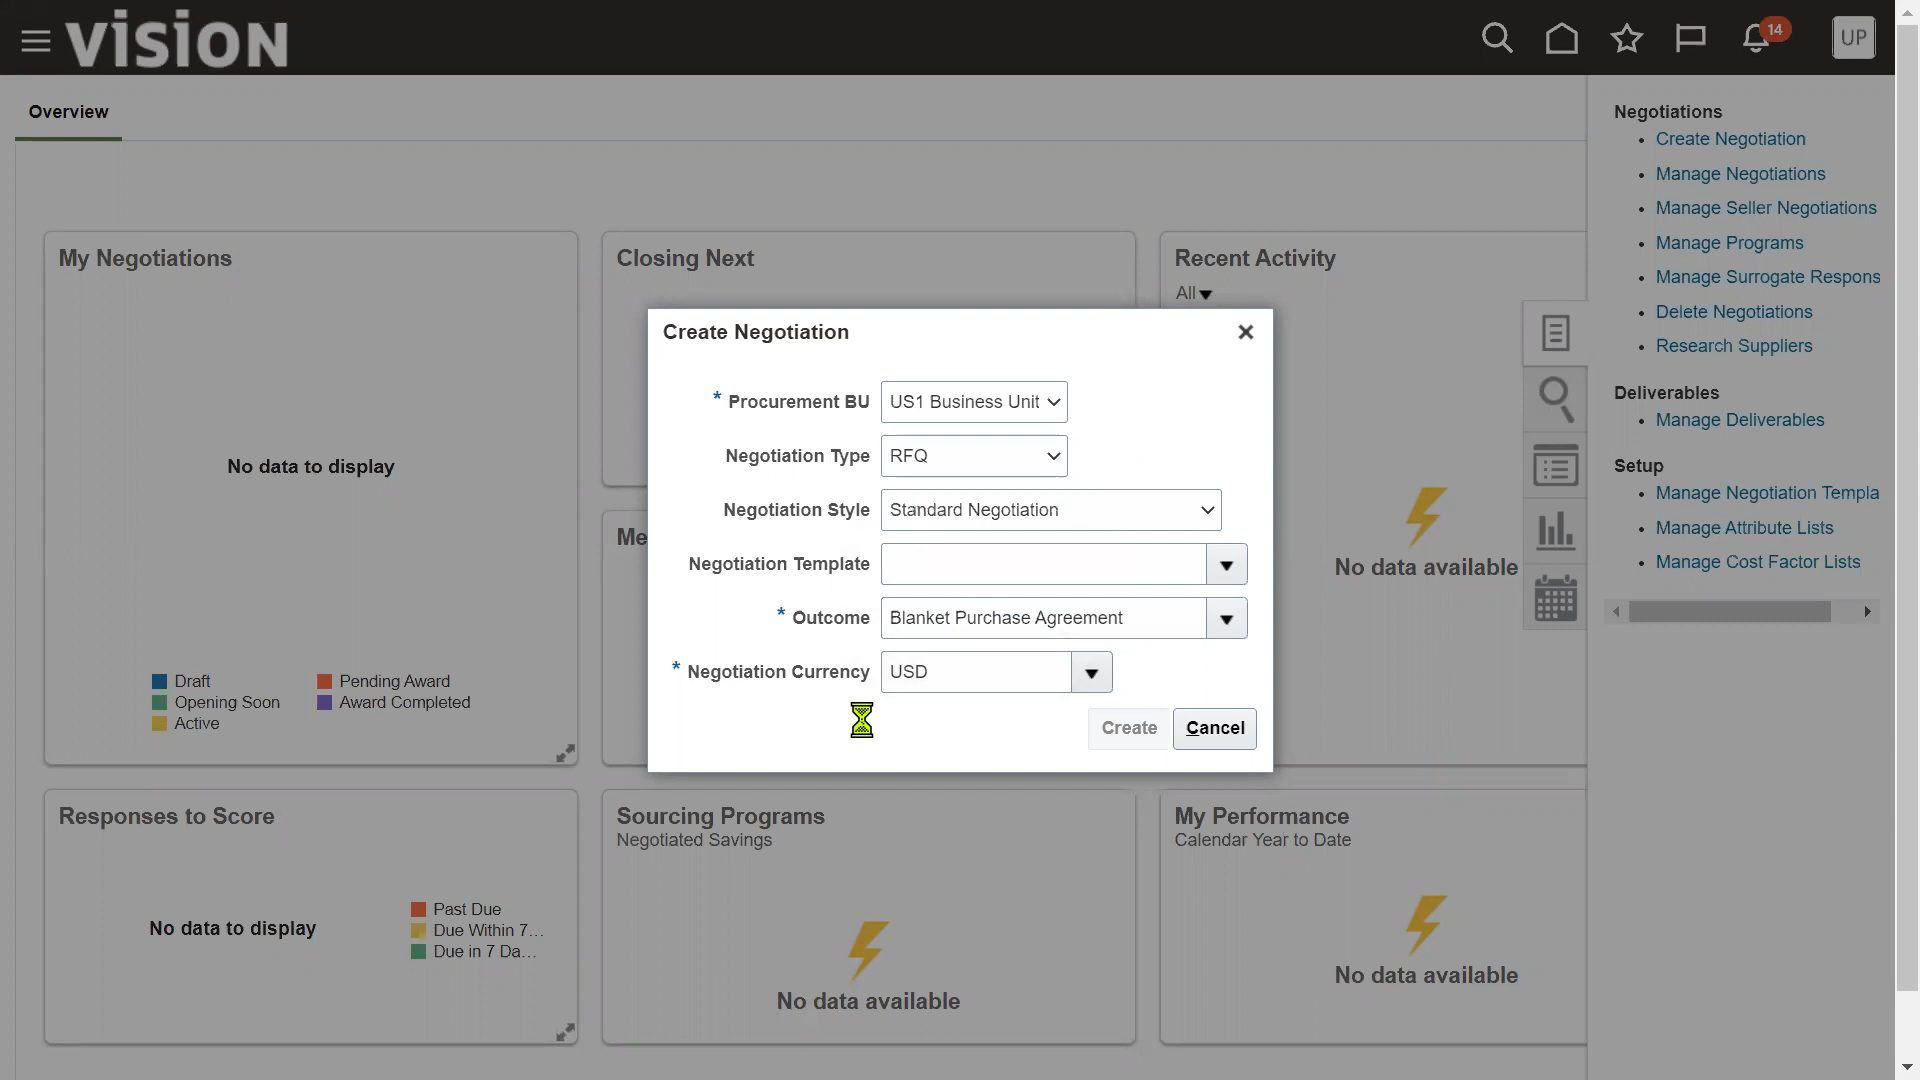 vision
14
UP
Overview
Negotiations
Create Negotiation
Manage Negotiations
Manage Seller Negotiations
Manage Programs
Manage Surrogate Respons
Delete Negotiations
Research Suppliers
Deliverables
Manage Deliverables
Setup
Manage Negotiation Templa
Manage Attribute Lists
Manage Cost Factor Lists
My Negotiations
No data to display
Draft
Opening Soon
Active
Pending Award
Award Completed
Closing Next
Me
Recent Activity
All
No data available
Create Negotiation
* Procurement BU US1 Business Unit
Negotiation Type RFQ
Negotiation Style Standard Negotiation
Negotiation Template
* Outcome Blanket Purchase Agreement
* Negotiation Currency USD
Create Cancel
Responses to Score
No data to display
Past Due
Due Within 7...
Due in 7 Da...
Sourcing Programs
Negotiated Savings
No data available
My Performance
Calendar Year to Date
No data available